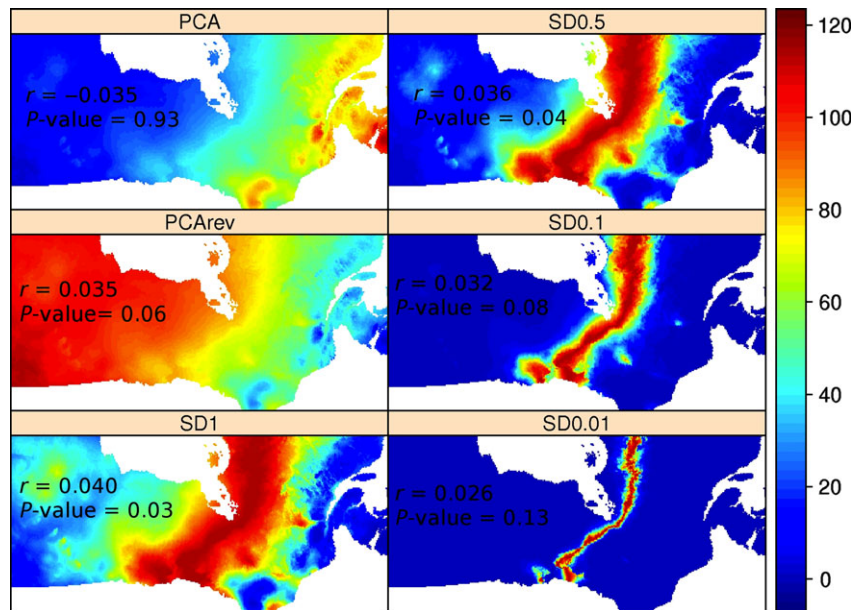 PCA
r = −0.035
P-value = 0.93
SD0.5
r = 0.036
P-value = 0.04
PCArev
r = 0.035
P-value= 0.06
SD0.1
r = 0.032
P-value = 0.08
SD1
r = 0.040
P-value = 0.03
SD0.01
r = 0.026
P-value = 0.13
120
100
80
60
40
20
0